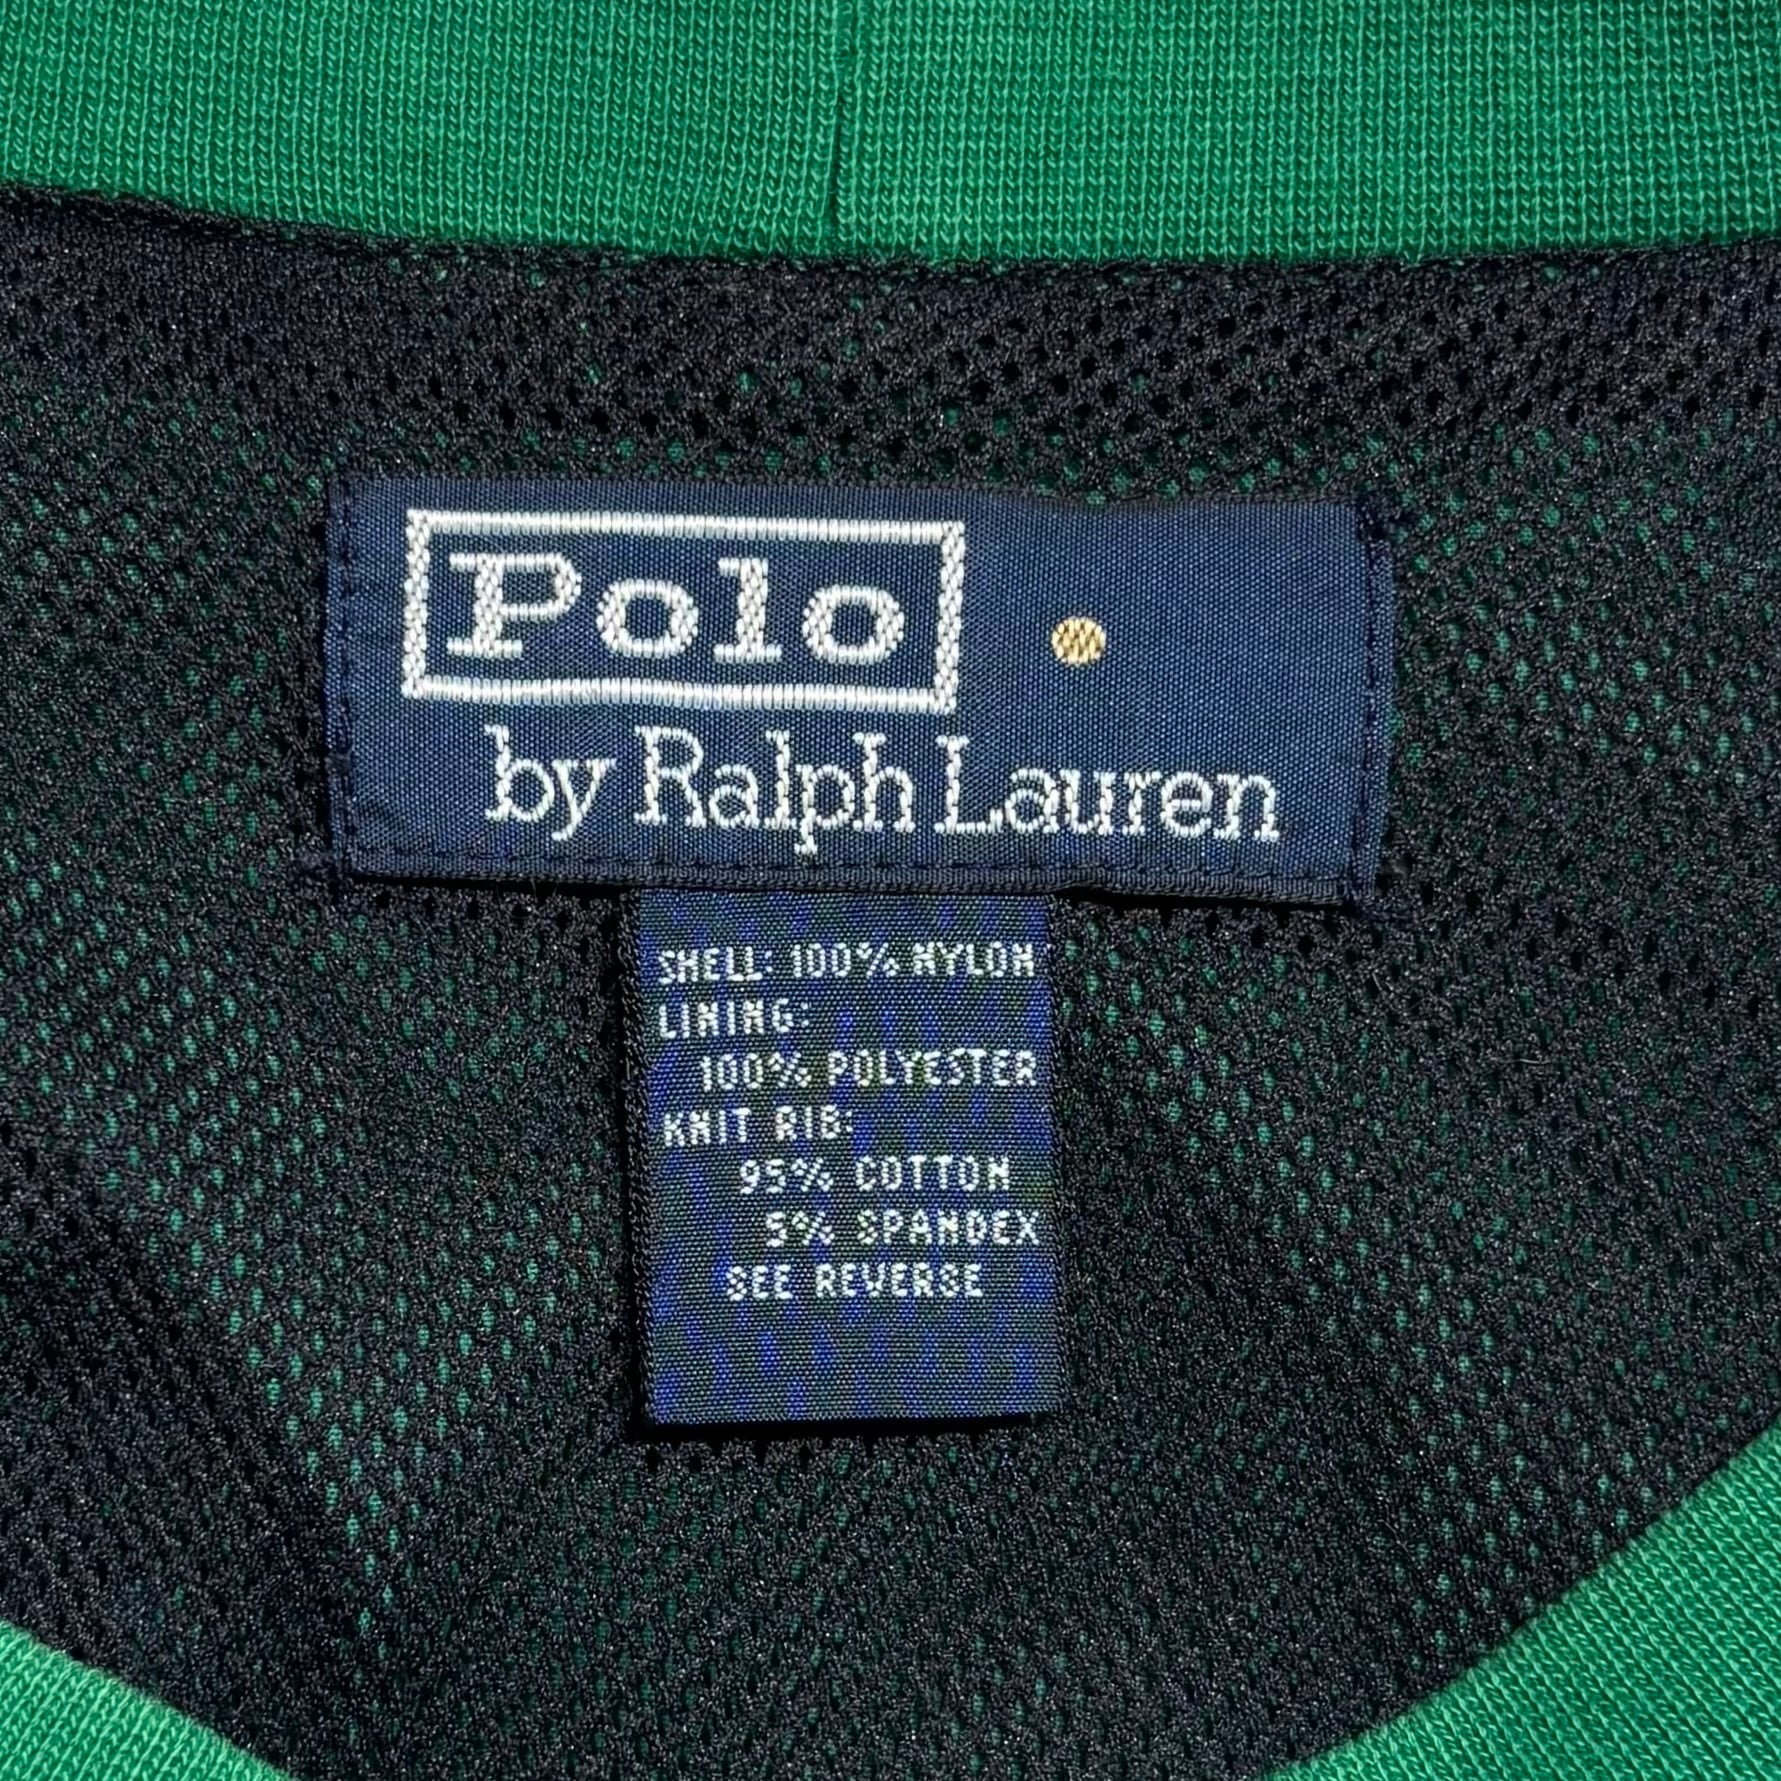 Polo
by Ralph Lauren
SHELL: 100% NYLON
LINING:
100% POLYESTER
KNIT RIB:
95% COTTON
5% SPANDEX
SEE REVERSE